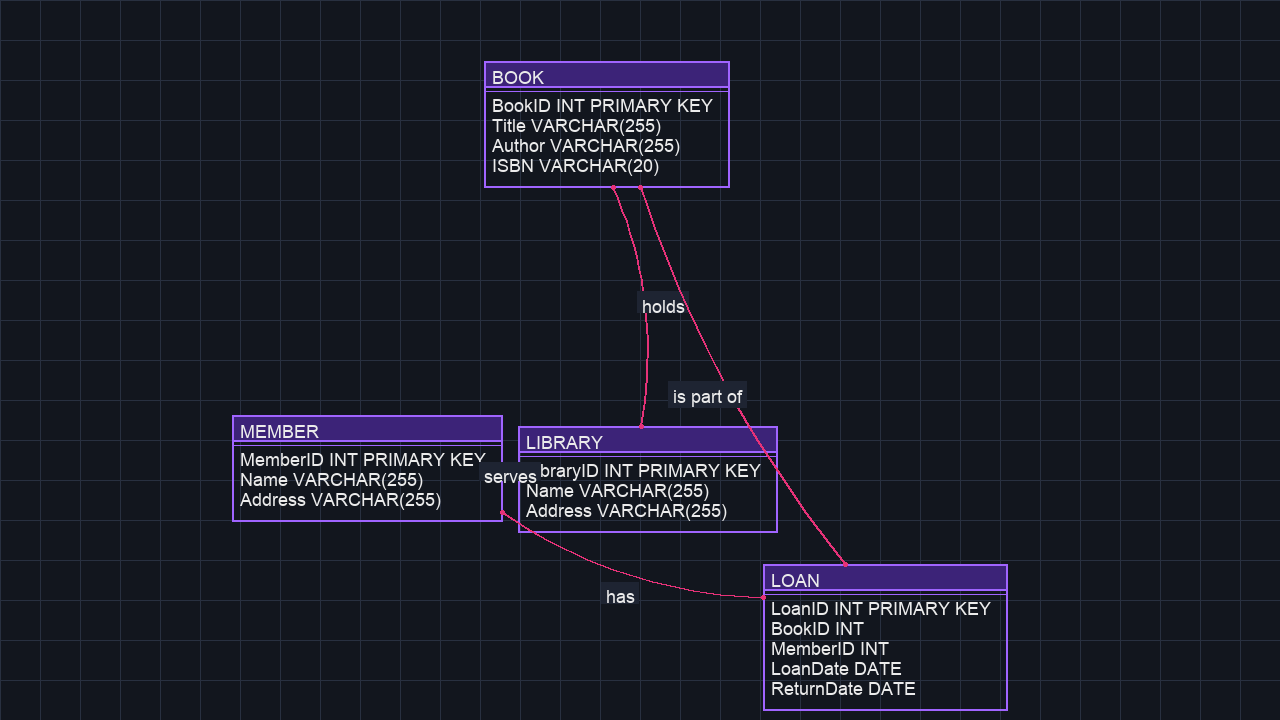 BOOK
BookID INT PRIMARY KEY
Title VARCHAR(255)
Author VARCHAR(255)
ISBN VARCHAR(20)
holds
is part of
MEMBER
MemberID INT PRIMARY KEY
Name VARCHAR(255)
Address VARCHAR(255)
serves
LIBRARY
braryID INT PRIMARY KEY
Name VARCHAR(255)
Address VARCHAR(255)
has
LOAN
LoanID INT PRIMARY KEY
BookID INT
MemberID INT
LoanDate DATE
ReturnDate DATE